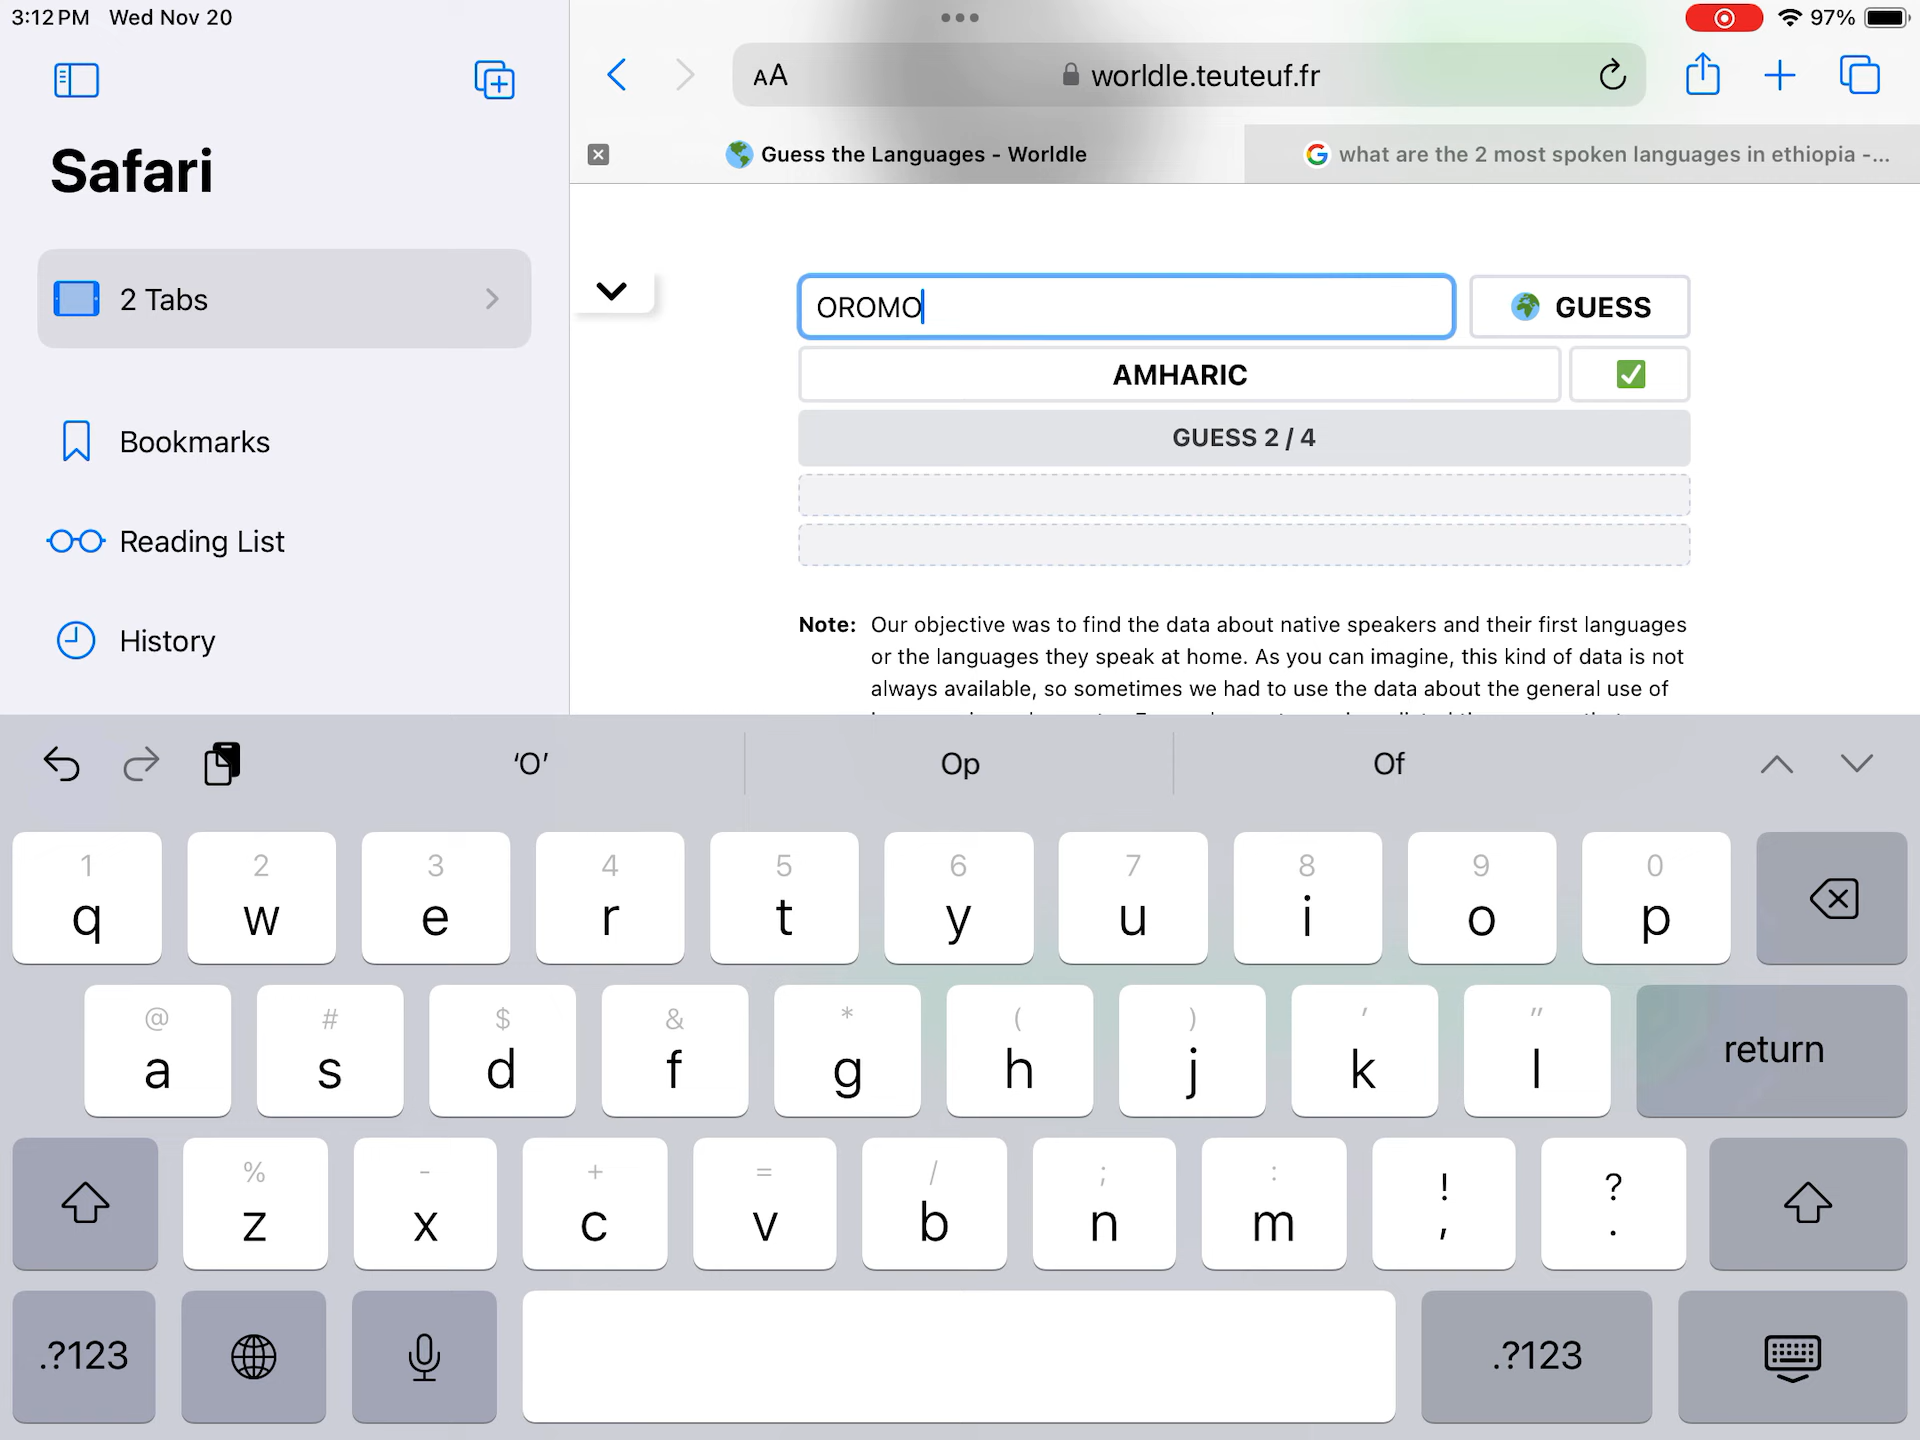 3:12 PM Wed Nov 20
97%
AA
worldle.teuteuf.fr
Safari
Guess the Languages - Worldle
what are the 2 most spoken languages in ethiopia -...
2 Tabs
OROMO
GUESS
AMHARIC
GUESS 2 / 4
Bookmarks
Reading List
History
Note: Our objective was to find the data about native speakers and their first languages
or the languages they speak at home. As you can imagine, this kind of data is not
always available, so sometimes we had to use the data about the general use of
‘O’ Op Of
1 2 3 4 5 6 7 8 9 0
q w e r t y u i o p
@ # $ & * ( ) ' "
a s d f g h j k l return
% - + = / ; : ! ?
z x c v b n m , .
.?123 .?123